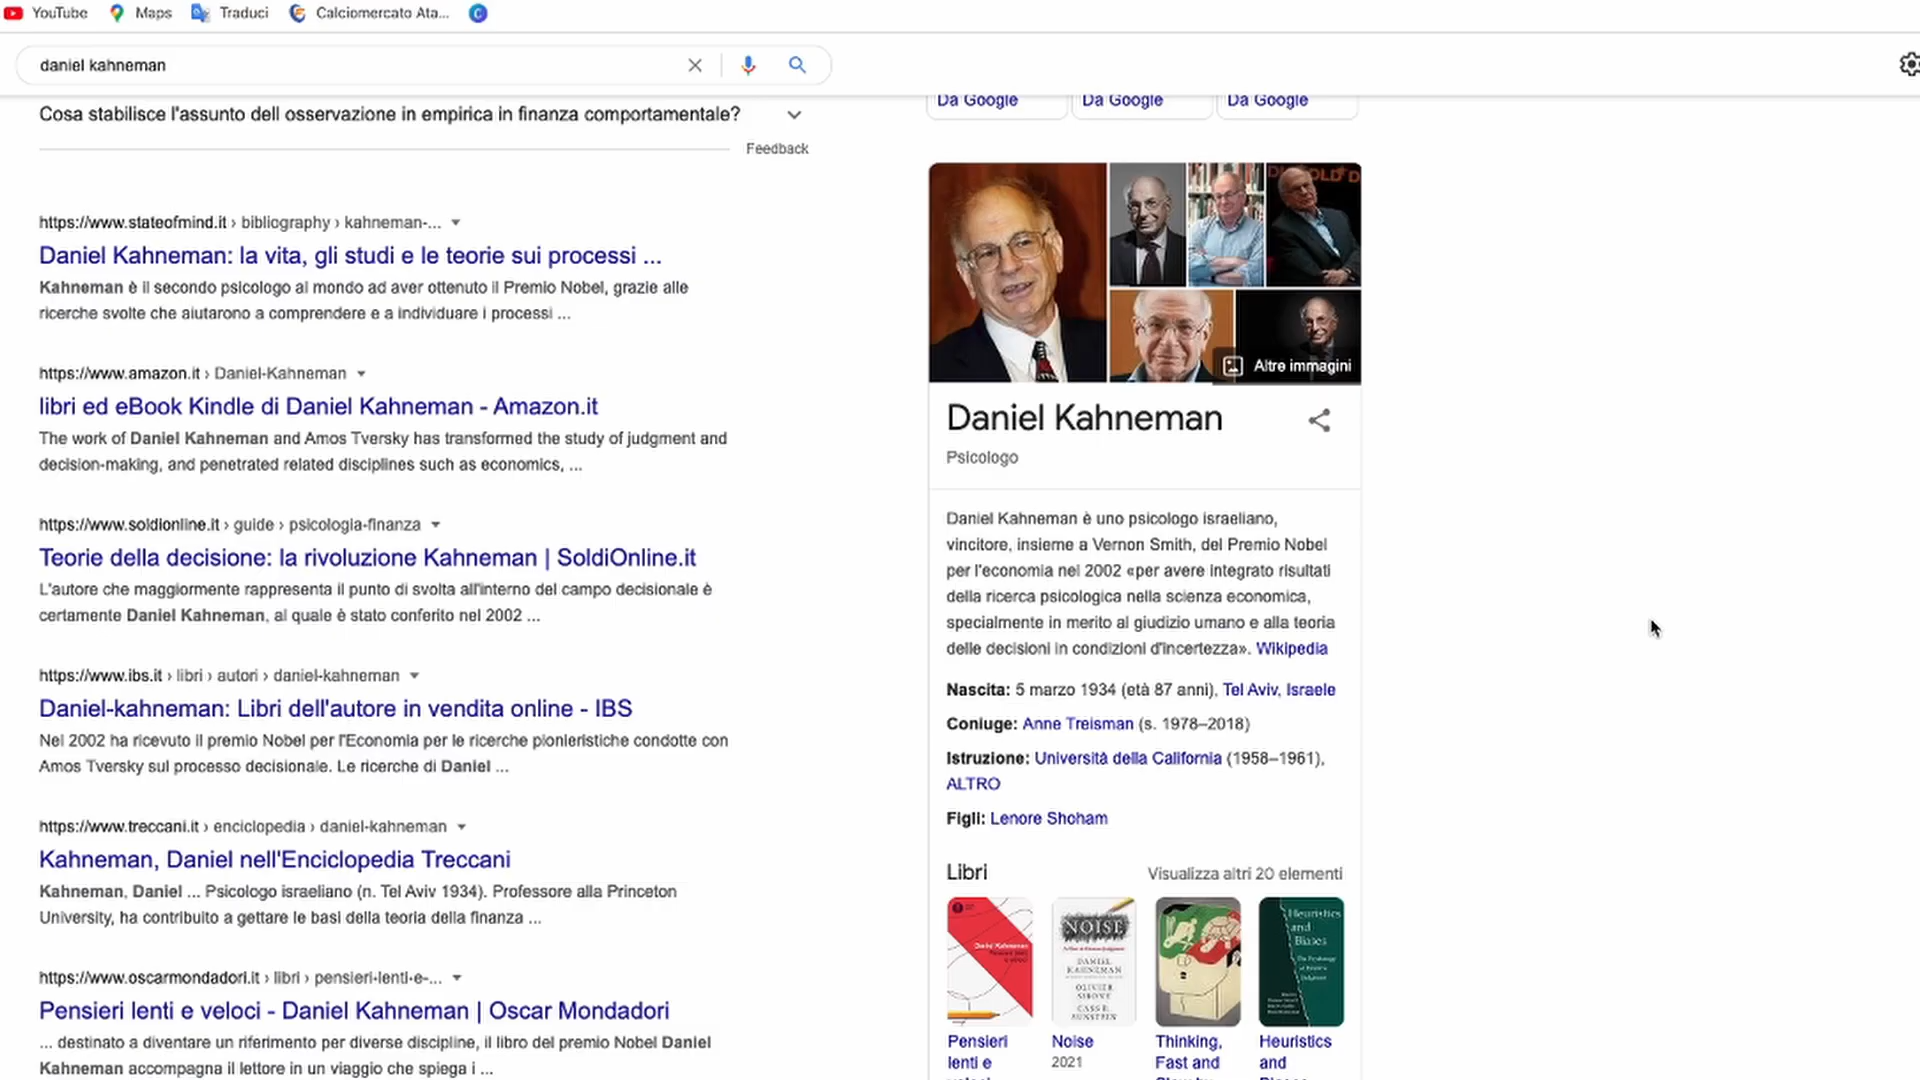 YouTube Maps Traduci Calciomercato Ata...
daniel kahneman
Cosa stabilisce l'assunto dell osservazione in empirica in finanza comportamentale?
Feedback
https://www.stateofmind.it › bibliography › kahneman-...
Daniel Kahneman: la vita, gli studi e le teorie sui processi ...
Kahneman è il secondo psicologo al mondo ad aver ottenuto il Premio Nobel, grazie alle
ricerche svolte che aiutarono a comprendere e a individuare i processi ...
https://www.amazon.it › Daniel-Kahneman
libri ed eBook Kindle di Daniel Kahneman - Amazon.it
The work of Daniel Kahneman and Amos Tversky has transformed the study of judgment and
decision-making, and penetrated related disciplines such as economics, ...
https://www.soldionline.it › guide › psicologia-finanza
Teorie della decisione: la rivoluzione Kahneman | SoldiOnline.it
L'autore che maggiormente rappresenta il punto di svolta all'interno del campo decisionale è
certamente Daniel Kahneman, al quale è stato conferito nel 2002 ...
https://www.ibs.it › libri › autori › daniel-kahneman
Daniel-kahneman: Libri dell'autore in vendita online - IBS
Nel 2002 ha ricevuto il premio Nobel per l'Economia per le ricerche pionieristiche condotte con
Amos Tversky sul processo decisionale. Le ricerche di Daniel ...
https://www.treccani.it › enciclopedia › daniel-kahneman
Kahneman, Daniel nell'Enciclopedia Treccani
Kahneman, Daniel ... Psicologo israeliano (n. Tel Aviv 1934). Professore alla Princeton
University, ha contribuito a gettare le basi della teoria della finanza ...
https://www.oscarmondadori.it › libri › pensieri-lenti-e-...
Pensieri lenti e veloci - Daniel Kahneman | Oscar Mondadori
... destinato a diventare un riferimento per diverse discipline, il libro del premio Nobel Daniel
Kahneman accompagna il lettore in un viaggio che spiega i ...
Da Google Da Google Da Google
Altre immagini
Daniel Kahneman
Psicologo
Daniel Kahneman è uno psicologo israeliano,
vincitore, insieme a Vernon Smith, del Premio Nobel
per l'economia nel 2002 «per avere integrato risultati
della ricerca psicologica nella scienza economica,
specialmente in merito al giudizio umano e alla teoria
delle decisioni in condizioni d'incertezza». Wikipedia
Nascita: 5 marzo 1934 (età 87 anni), Tel Aviv, Israele
Coniuge: Anne Treisman (s. 1978–2018)
Istruzione: Università della California (1958–1961),
ALTRO
Figli: Lenore Shoham
Libri Visualizza altri 20 elementi
NOISE
DANIEL
KAHNEMAN
OLIVIER
SIBONY
CASS R.
SUNSTEIN
Heuristics
and
Biases
Pensieri
lenti e
Noise
2021
Thinking,
Fast and
Heuristics
and